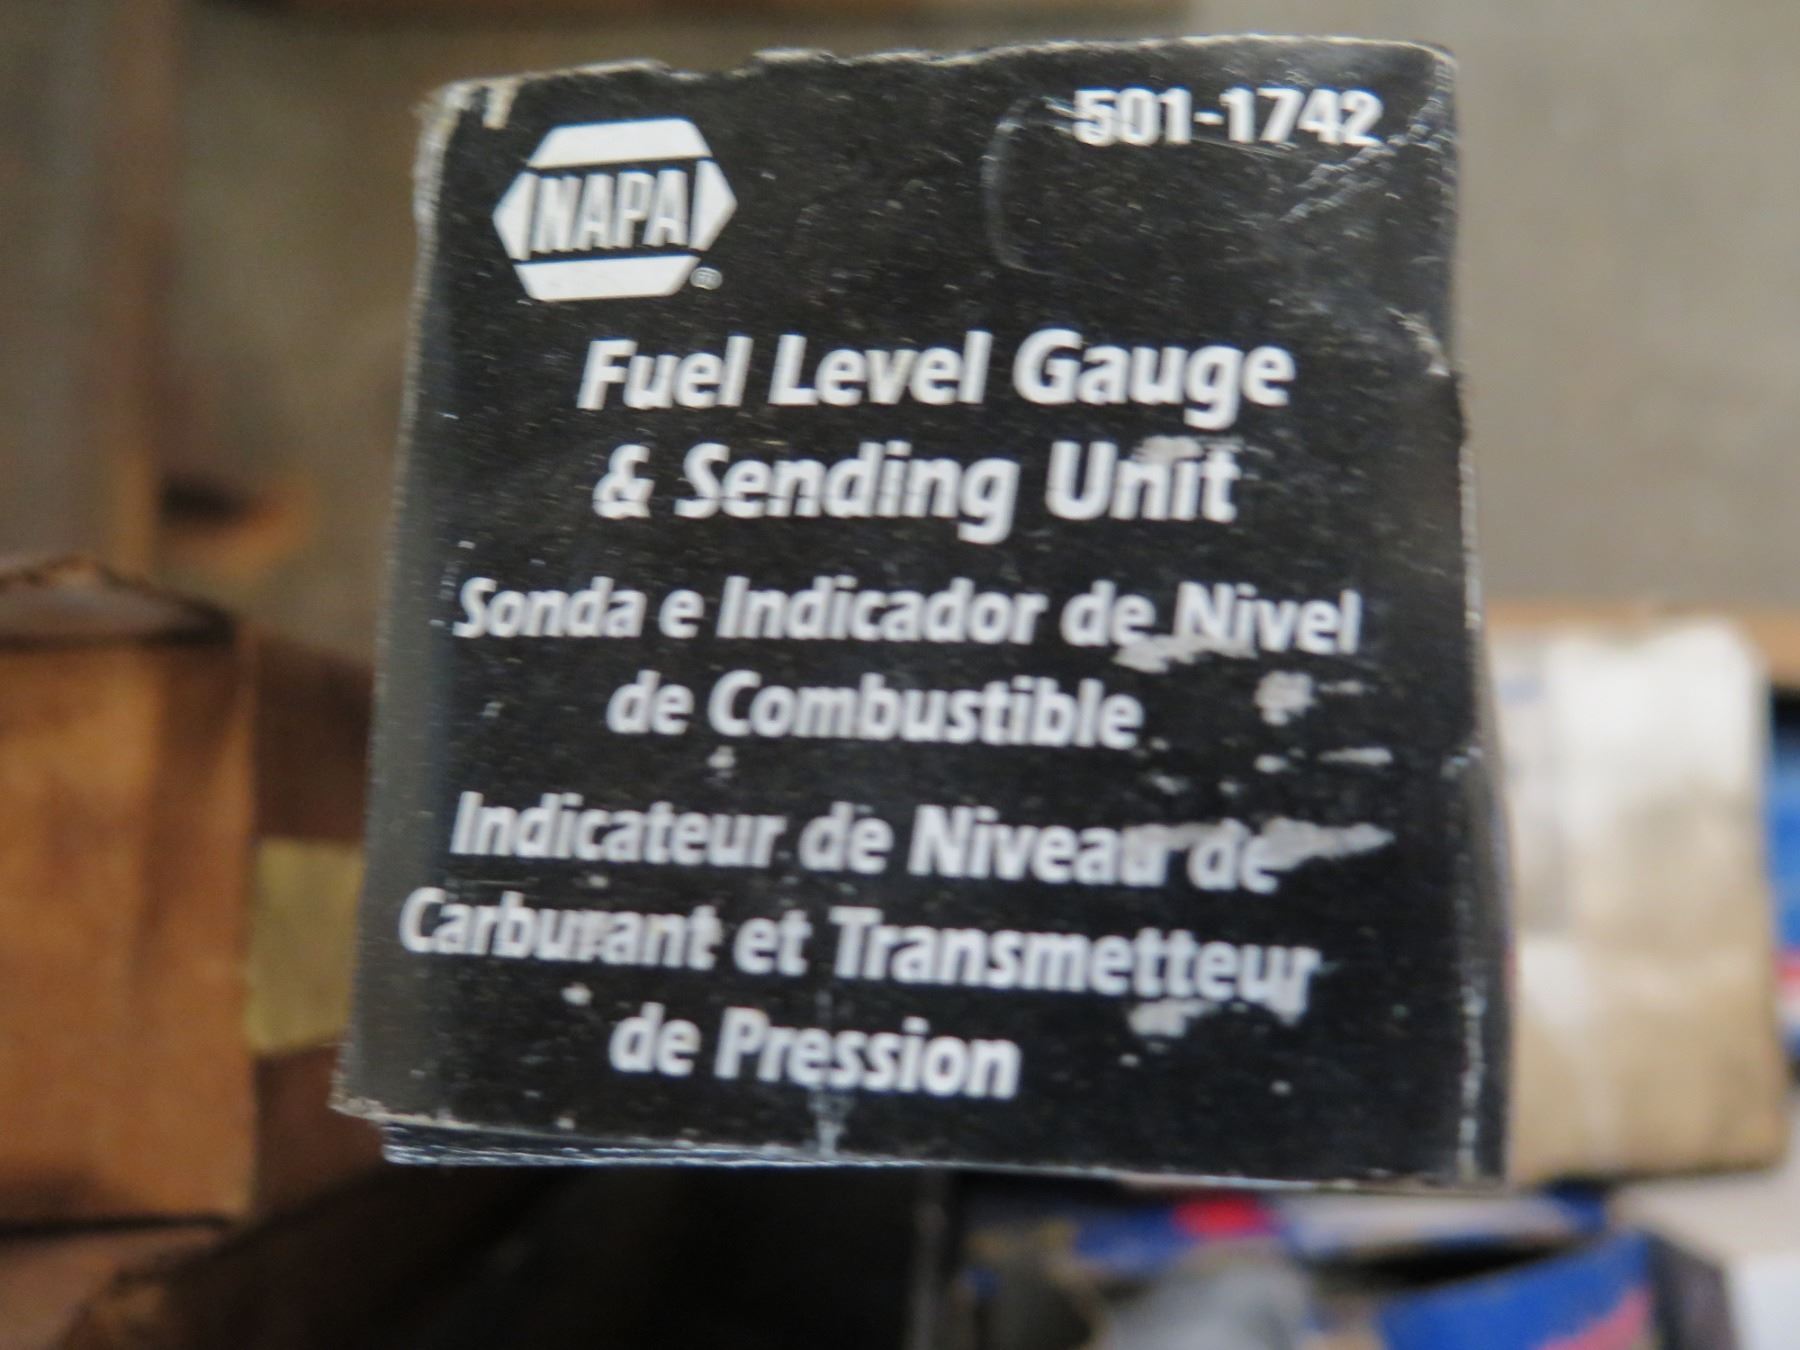 501-1742
NAPA®
Fuel Level Gauge
& Sending Unit
Sonda e Indicador de Nivel
de Combustible
Indicateur de Niveau de
Carburant et Transmetteur
de Pression